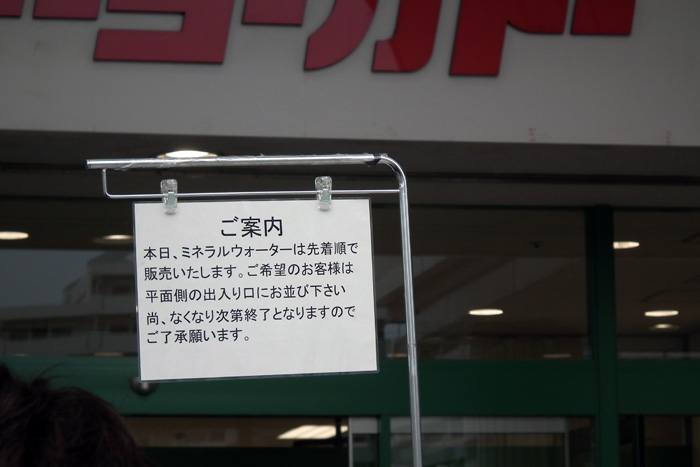 ご案内
本日、ミネラルウォーターは先着順で
販売いたします。ご希望のお客様は
平面側の出入り口にお並び下さい
尚、なくなり次第終了となりますので
ご了承願います。